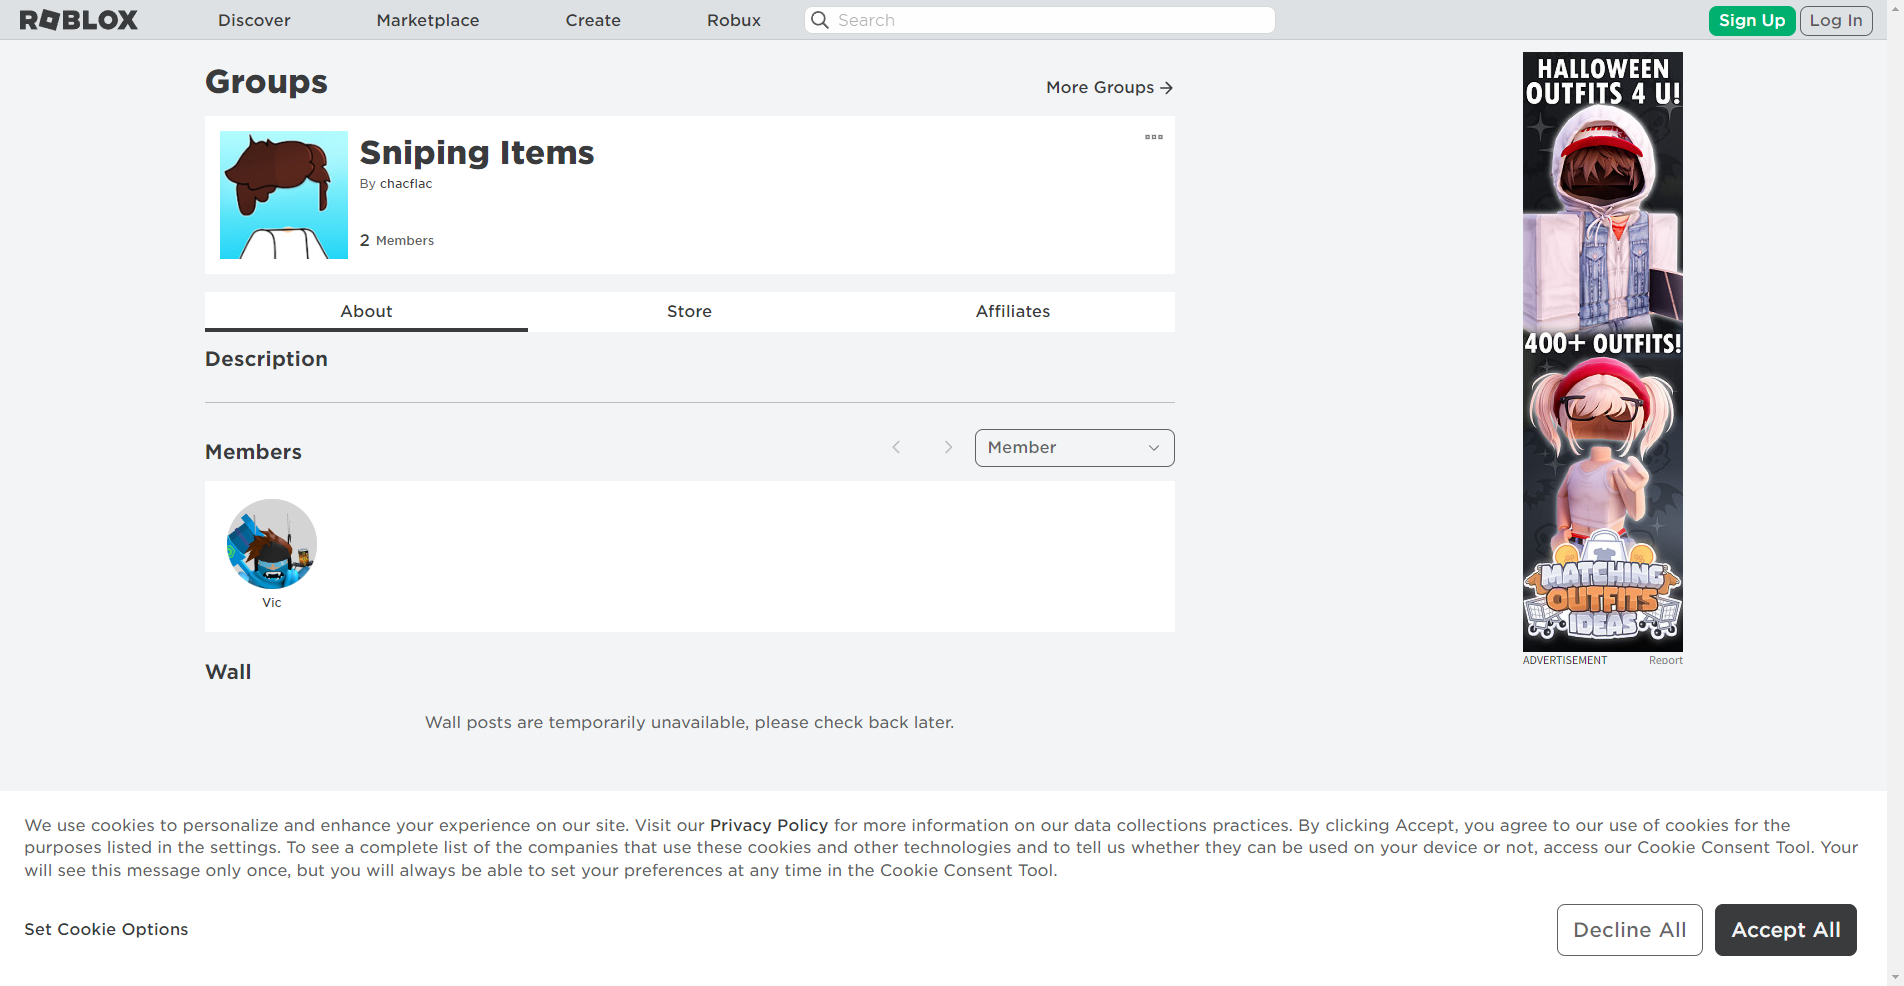 ROBLOX
Discover
Marketplace
Create
Robux
Search
Sign Up
Log In
Groups
More Groups
Sniping Items
By chacflac
2 Members
About
Store
Affiliates
Description
Members
Member
Vic
Wall
Wall posts are temporarily unavailable, please check back later.
HALLOWEEN
OUTFITS 4 U!
400+ OUTFITS!
MATCHING
OUTFITS
IDEAS
ADVERTISEMENT
Report
We use cookies to personalize and enhance your experience on our site. Visit our Privacy Policy for more information on our data collections practices. By clicking Accept, you agree to our use of cookies for the
purposes listed in the settings. To see a complete list of the companies that use these cookies and other technologies and to tell us whether they can be used on your device or not, access our Cookie Consent Tool. Your
will see this message only once, but you will always be able to set your preferences at any time in the Cookie Consent Tool.
Set Cookie Options
Decline All
Accept All